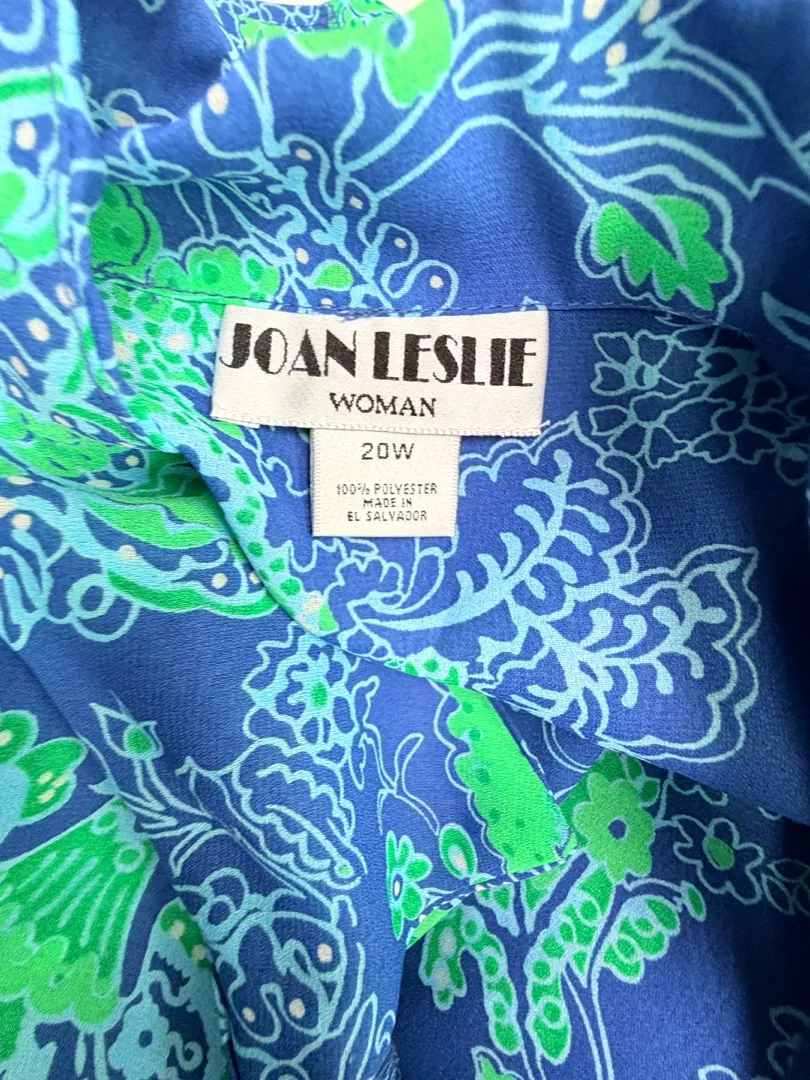 JOAN LESLIE
WOMAN
20W
100% POLYESTER
MADE IN
EL SALVADOR